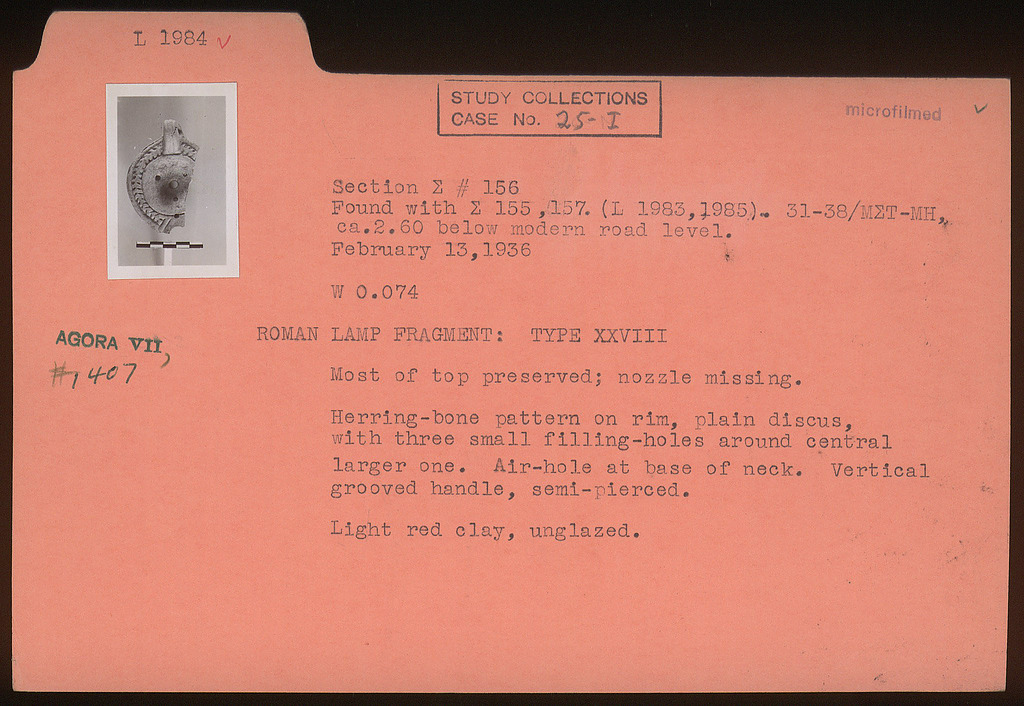 L 1984 ✓
STUDY COLLECTIONS
CASE No. 25-I
microfilmed ✓
Section Σ # 156
Found with Σ 155,157. (L 1983,1985). 31-38/ΜΣΤ-ΜΗ,
ca.2.60 below modern road level.
February 13,1936
W 0.074
AGORA VII,
#1407
ROMAN LAMP FRAGMENT: TYPE XXVIII
Most of top preserved; nozzle missing.
Herring-bone pattern on rim, plain discus,
with three small filling-holes around central
larger one. Air-hole at base of neck. Vertical
grooved handle, semi-pierced.
Light red clay, unglazed.